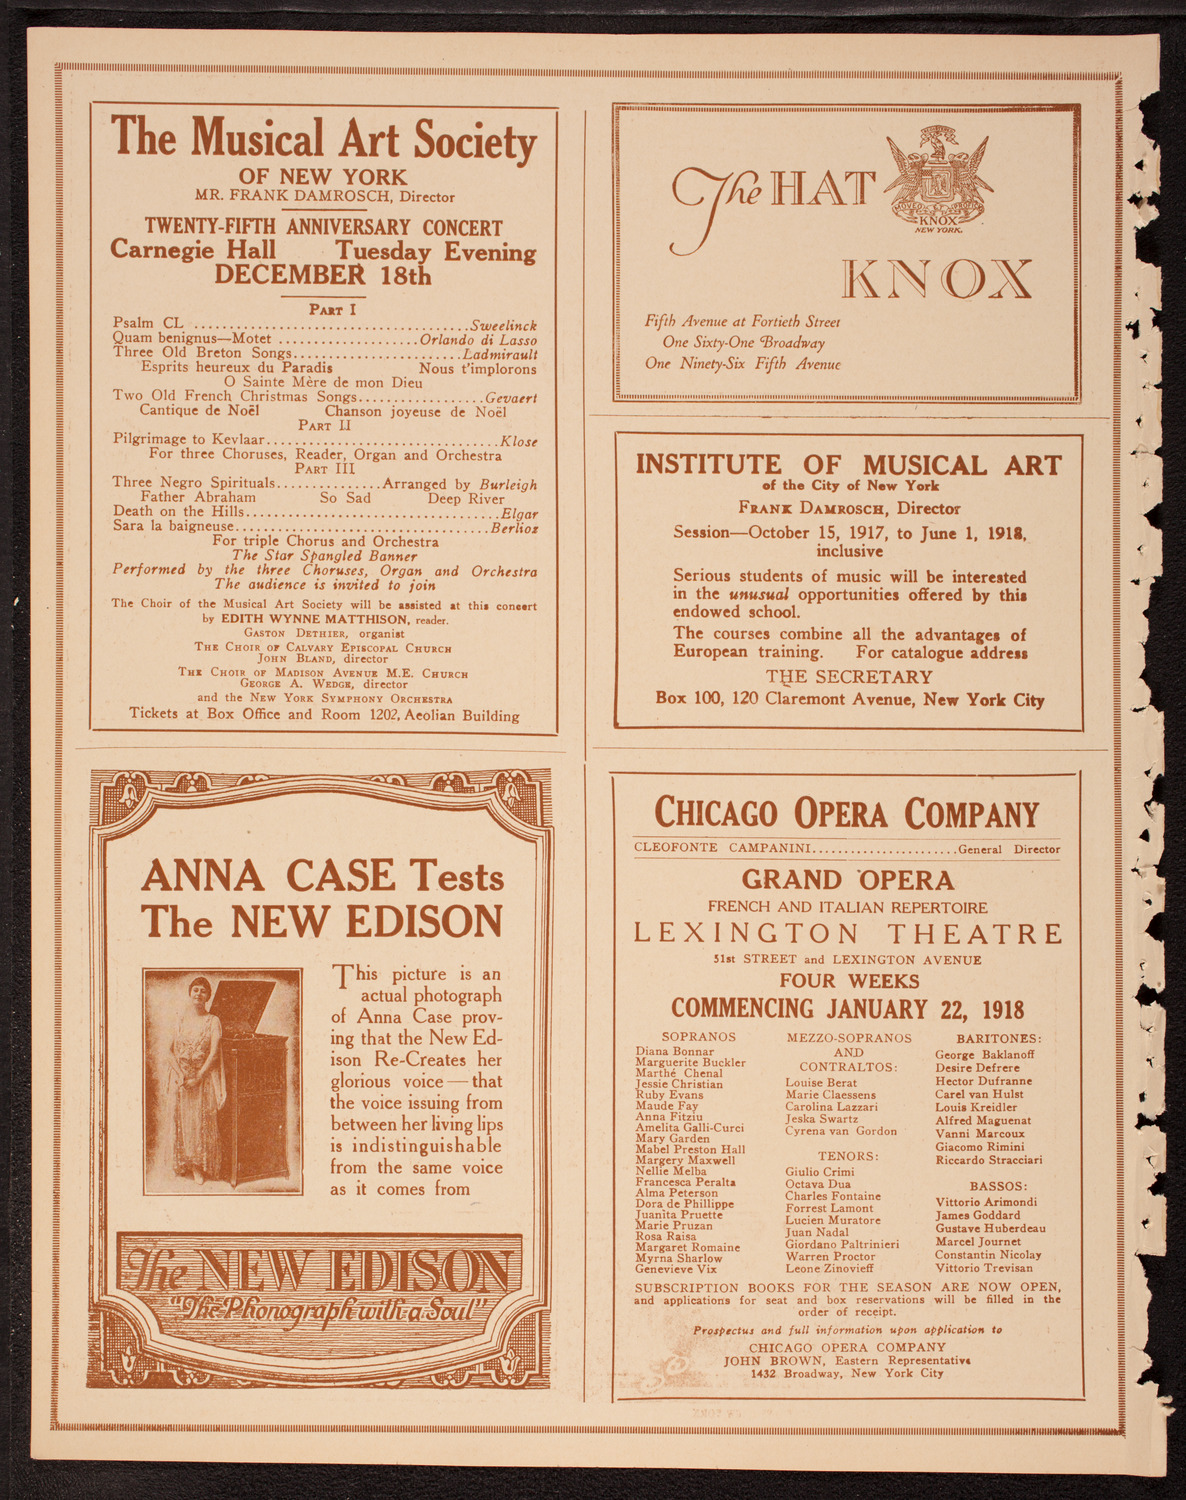 The Musical Art Society
OF NEW YORK
MR. FRANK DAMROSCH, Director
TWENTY-FIFTH ANNIVERSARY CONCERT
Carnegie Hall Tuesday Evening
DECEMBER 18th
PART I
Psalm CL ....................................Sweelinck
Quam benignus—Motet ...................Orlando di Lasso
Three Old Breton Songs.......................Ladmirault
Esprits heureux du Paradis Nous t'implorons
O Sainte Mère de mon Dieu
Two Old French Christmas Songs.................Gevaert
Cantique de Noël Chanson joyeuse de Noël
PART II
Pilgrimage to Kevlaar...............................Klose
For three Choruses, Reader, Organ and Orchestra
PART III
Three Negro Spirituals..............Arranged by Burleigh
Father Abraham So Sad Deep River
Death on the Hills..................................Elgar
Sara la baigneuse.................................Berlioz
For triple Chorus and Orchestra
The Star Spangled Banner
Performed by the three Choruses, Organ and Orchestra
The audience is invited to join
The Choir of the Musical Art Society will be assisted at this concert
by EDITH WYNNE MATTHISON, reader.
GASTON DETHIER, organist
THE CHOIR OF CALVARY EPISCOPAL CHURCH
JOHN BLAND, director
THE CHOIR OF MADISON AVENUE M.E. CHURCH
GEORGE A. WEDGE, director
and the NEW YORK SYMPHONY ORCHESTRA
Tickets at Box Office and Room 1202, Aeolian Building
The HAT
KNOX
NEW YORK.
KNOX
Fifth Avenue at Fortieth Street
One Sixty-One Broadway
One Ninety-Six Fifth Avenue
INSTITUTE OF MUSICAL ART
of the City of New York
FRANK DAMROSCH, Director
Session—October 15, 1917, to June 1, 1918,
inclusive
Serious students of music will be interested
in the unusual opportunities offered by this
endowed school.
The courses combine all the advantages of
European training. For catalogue address
THE SECRETARY
Box 100, 120 Claremont Avenue, New York City
ANNA CASE Tests
The NEW EDISON
This picture is an
actual photograph
of Anna Case prov-
ing that the New Ed-
ison Re-Creates her
glorious voice—that
the voice issuing from
between her living lips
is indistinguishable
from the same voice
as it comes from
The NEW EDISON
"The Phonograph with a Soul"
CHICAGO OPERA COMPANY
CLEOFONTE CAMPANINI.......................General Director
GRAND OPERA
FRENCH AND ITALIAN REPERTOIRE
LEXINGTON THEATRE
51st STREET and LEXINGTON AVENUE
FOUR WEEKS
COMMENCING JANUARY 22, 1918
SOPRANOS
Diana Bonnar
Marguerite Buckler
Marthé Chenal
Jessie Christian
Ruby Evans
Maude Fay
Anna Fitziu
Amelita Galli-Curci
Mary Garden
Mabel Preston Hall
Margery Maxwell
Nellie Melba
Francesca Peralta
Alma Peterson
Dora de Phillippe
Juanita Pruette
Marie Pruzan
Rosa Raisa
Margaret Romaine
Myrna Sharlow
Genevieve Vix
MEZZO-SOPRANOS
AND
CONTRALTOS:
Louise Berat
Marie Claessens
Carolina Lazzari
Jeska Swartz
Cyrena van Gordon
TENORS:
Giulio Crimi
Octava Dua
Charles Fontaine
Forrest Lamont
Lucien Muratore
Juan Nadal
Giordano Paltrinieri
Warren Proctor
Leone Zinovieff
BARITONES:
George Baklanoff
Desire Defrere
Hector Dufranne
Carel van Hulst
Louis Kreidler
Alfred Maguenat
Vanni Marcoux
Giacomo Rimini
Riccardo Stracciari
BASSOS:
Vittorio Arimondi
James Goddard
Gustave Huberdeau
Marcel Journet
Constantin Nicolay
Vittorio Trevisan
SUBSCRIPTION BOOKS FOR THE SEASON ARE NOW OPEN,
and applications for seat and box reservations will be filled in the
order of receipt.
Prospectus and full information upon application to
CHICAGO OPERA COMPANY
JOHN BROWN, Eastern Representative
1432 Broadway, New York City